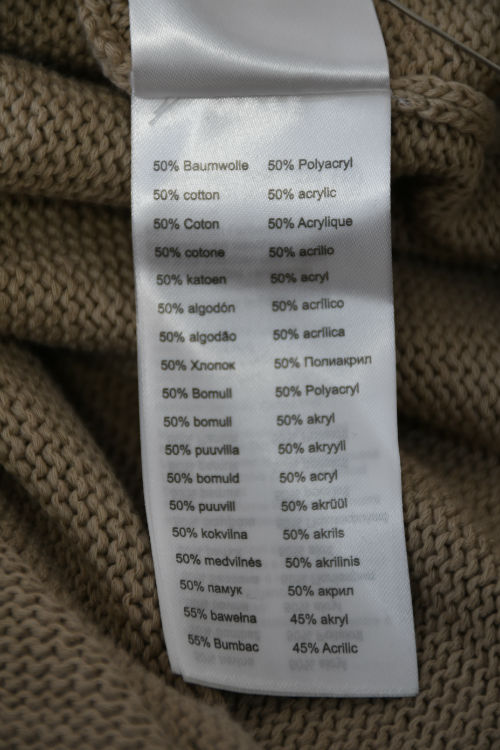 50% Baumwolle 50% Polyacryl
50% cotton 50% acrylic
50% Coton 50% Acrylique
50% cotone 50% acrilio
50% katoen 50% acryl
50% algodón 50% acrílico
50% algodão 50% acrílica
50% Хлопок 50% Полиакрил
50% Bomull 50% Polyacryl
50% bomull 50% akryl
50% puuvilla 50% akryyli
50% bomuld 50% acryl
50% puuvill 50% akrüül
50% kokvilna 50% akrils
50% medvilnės 50% akrilinis
50% памук 50% акрил
55% bawełna 45% akryl
55% Bumbac 45% Acrilic